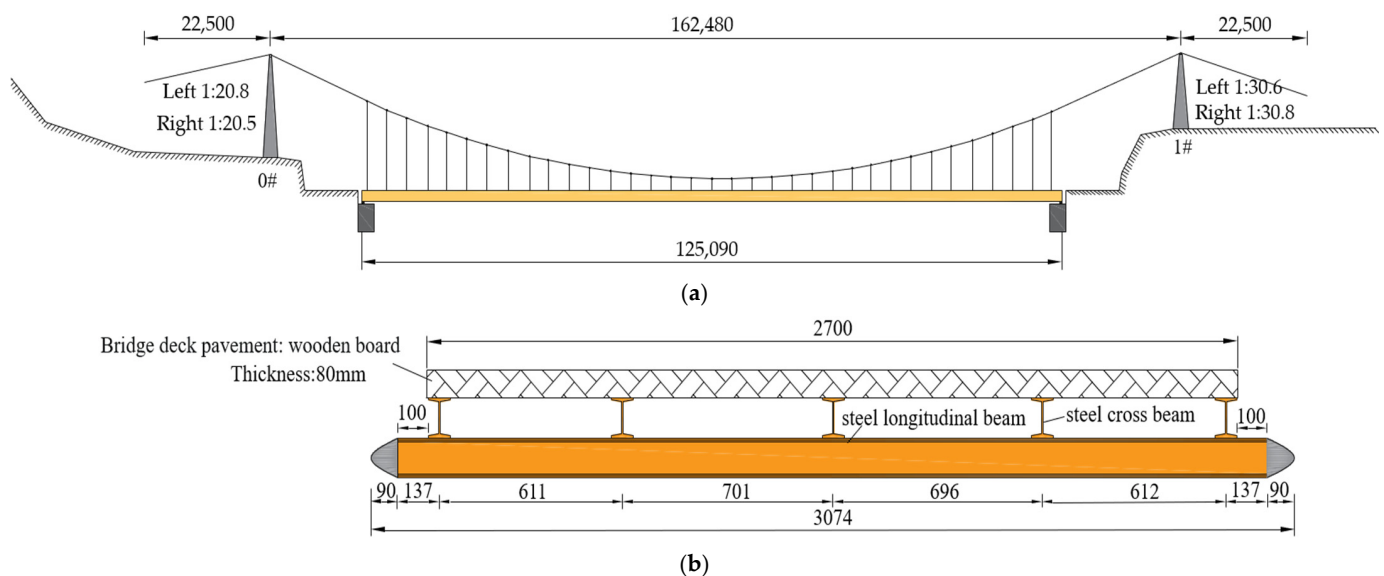 22,500
162,480
22,500
Left 1:20.8
Right 1:20.5
Left 1:30.6
Right 1:30.8
0#
1#
125,090
(a)
2700
Bridge deck pavement: wooden board
Thickness:80mm
100
steel longitudinal beam
steel cross beam
100
90
137
611
701
696
612
137
90
3074
(b)